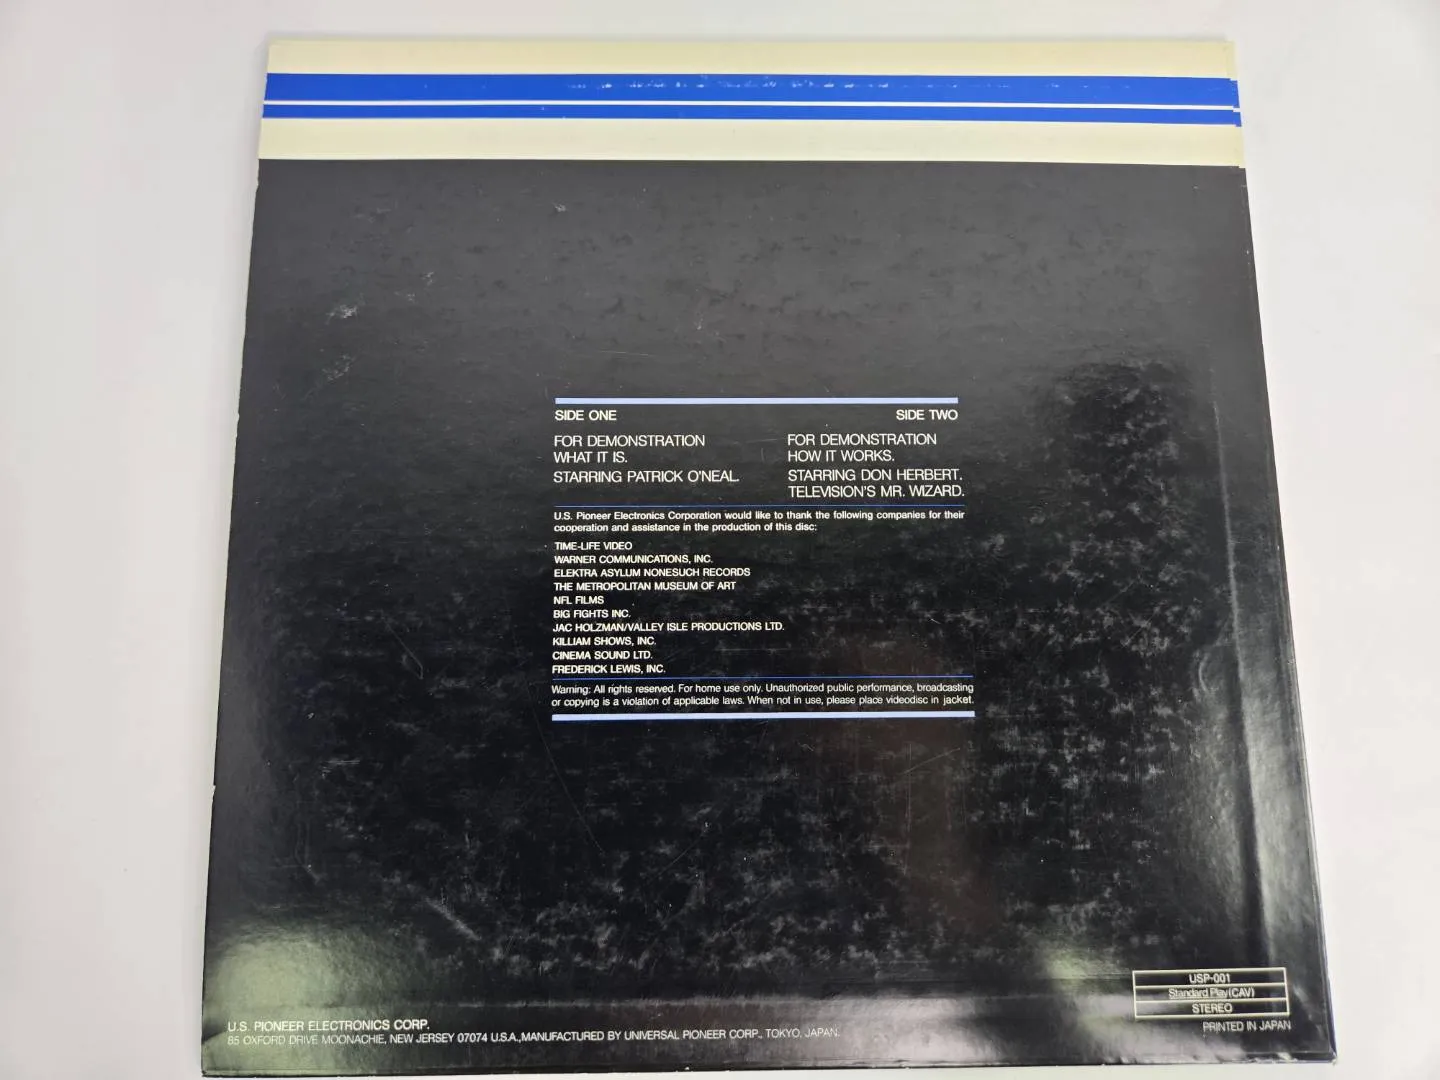 SIDE ONE
FOR DEMONSTRATION
WHAT IT IS.
STARRING PATRICK O'NEAL.
SIDE TWO
FOR DEMONSTRATION
HOW IT WORKS.
STARRING DON HERBERT.
TELEVISION'S MR. WIZARD.
U.S. Pioneer Electronics Corporation would like to thank the following companies for their
cooperation and assistance in the production of this disc:
TIME-LIFE VIDEO
WARNER COMMUNICATIONS, INC.
ELEKTRA ASYLUM NONESUCH RECORDS
THE METROPOLITAN MUSEUM OF ART
NFL FILMS
BIG FIGHTS INC.
JAC HOLZMAN/VALLEY ISLE PRODUCTIONS LTD.
KILLIAM SHOWS, INC.
CINEMA SOUND LTD.
FREDERICK LEWIS, INC.
Warning: All rights reserved. For home use only. Unauthorized public performance, broadcasting
or copying is a violation of applicable laws. When not in use, please place videodisc in jacket.
U.S. PIONEER ELECTRONICS CORP.
85 OXFORD DRIVE MOONACHIE, NEW JERSEY 07074 U.S.A., MANUFACTURED BY UNIVERSAL PIONEER CORP., TOKYO, JAPAN.
USP-001
Standard Play (CAV)
STEREO
PRINTED IN JAPAN